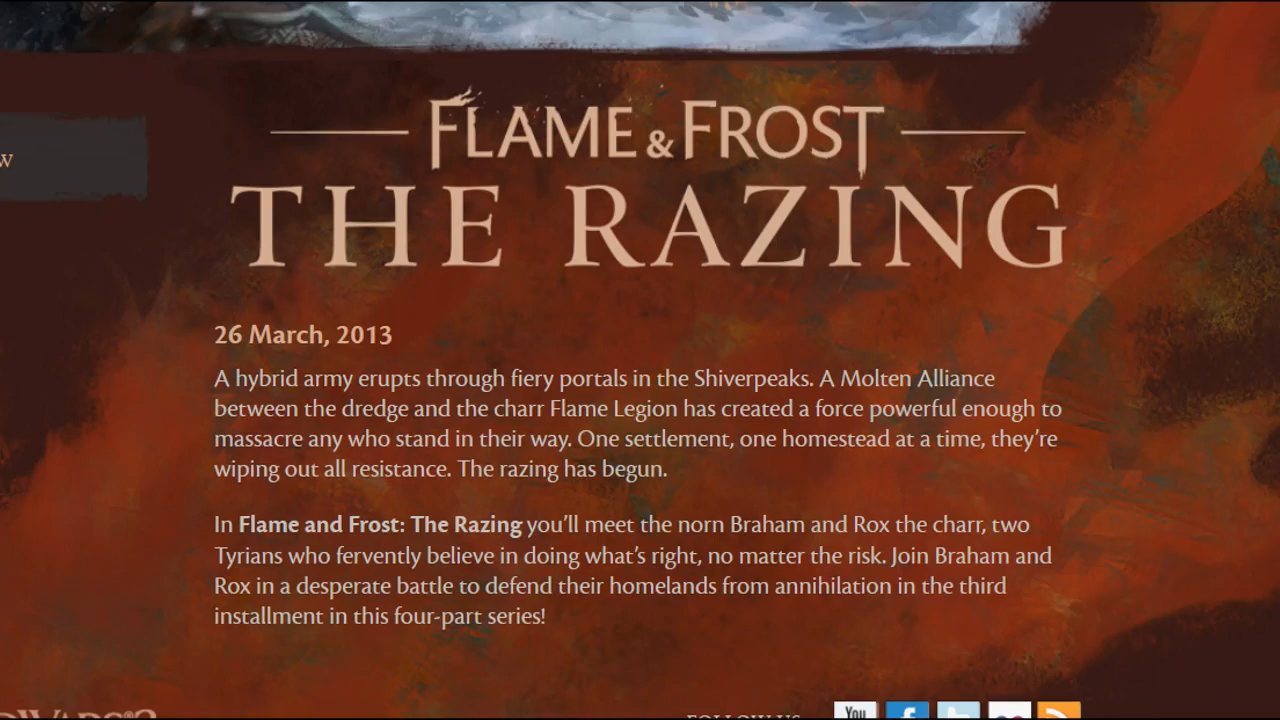 FLAME & FROST
THE RAZING
W
26 March, 2013
A hybrid army erupts through fiery portals in the Shiverpeaks. A Molten Alliance
between the dredge and the charr Flame Legion has created a force powerful enough to
massacre any who stand in their way. One settlement, one homestead at a time, they’re
wiping out all resistance. The razing has begun.
In Flame and Frost: The Razing you’ll meet the norn Braham and Rox the charr, two
Tyrians who fervently believe in doing what’s right, no matter the risk. Join Braham and
Rox in a desperate battle to defend their homelands from annihilation in the third
installment in this four-part series!
FOLLOW US
You